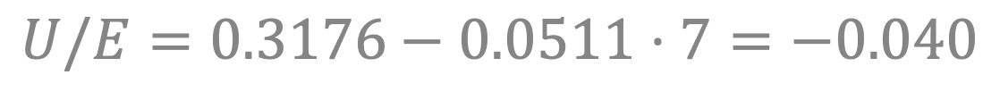 U/E = 0.3176 − 0.0511 · 7 = −0.040